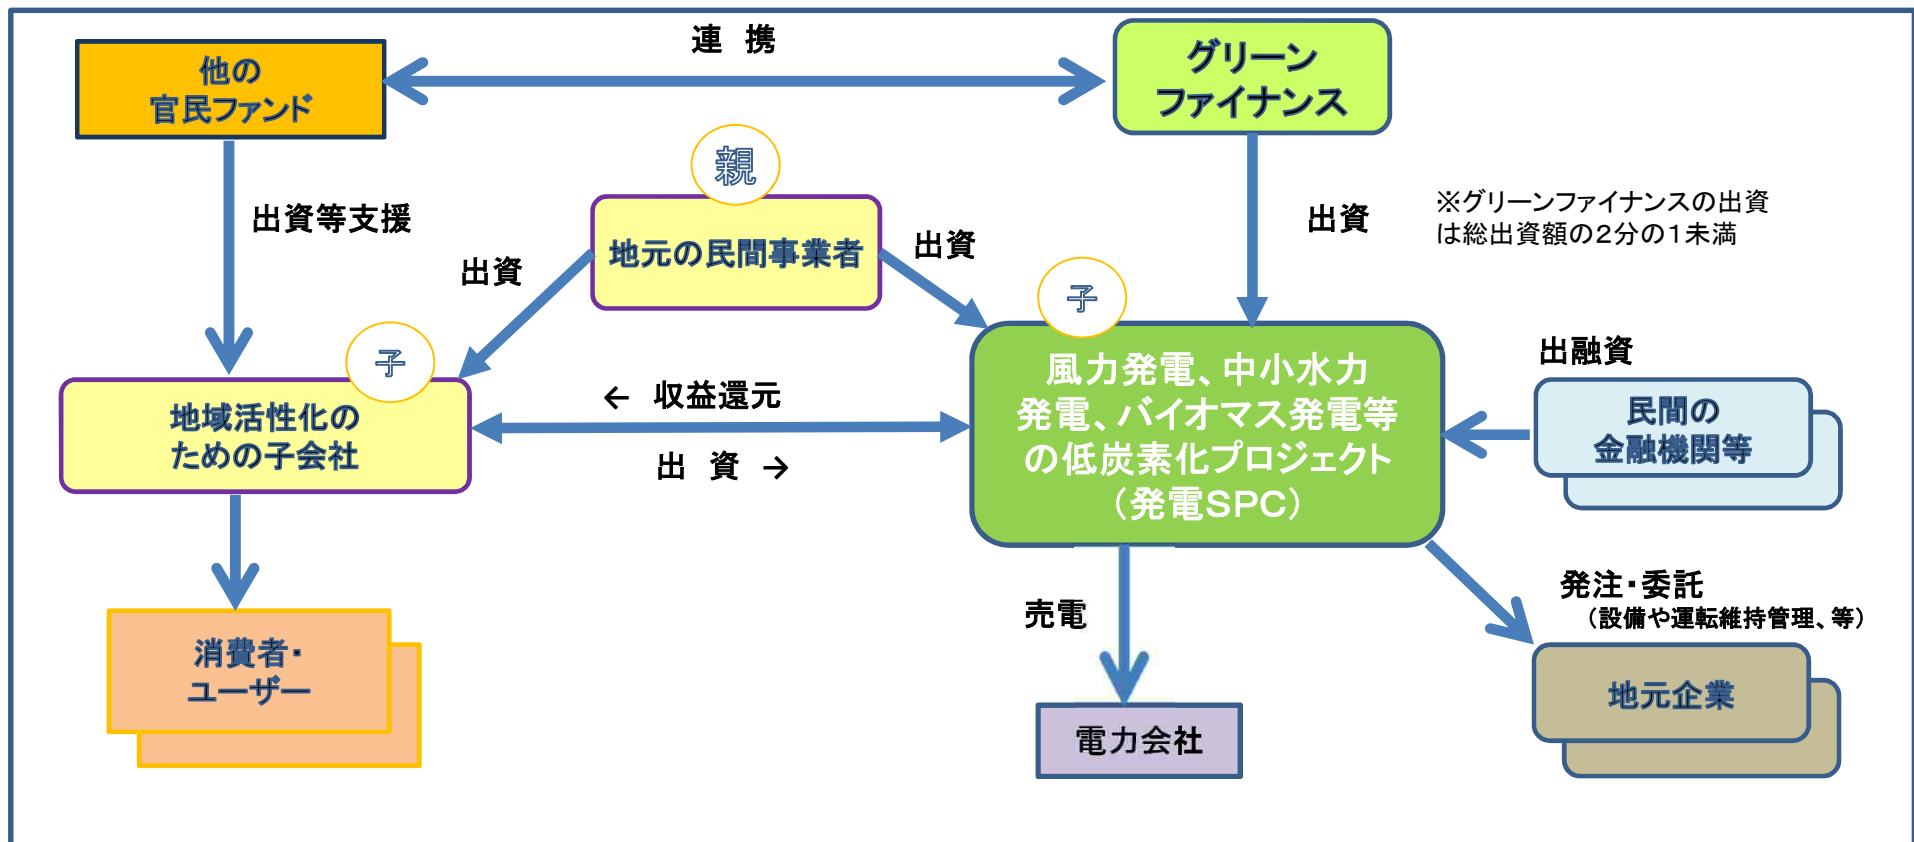 連 携
他の
官民ファンド
グリーン
ファイナンス
親
出資等支援
地元の民間事業者
出資
出資
出資
※グリーンファイナンスの出資
は総出資額の2分の1未満
子
子
地域活性化の
ための子会社
← 収益還元
出 資 →
風力発電、中小水力
発電、バイオマス発電等
の低炭素化プロジェクト
(発電SPC)
出融資
民間の
金融機関等
消費者・
ユーザー
売電
電力会社
発注・委託
(設備や運転維持管理、等)
地元企業